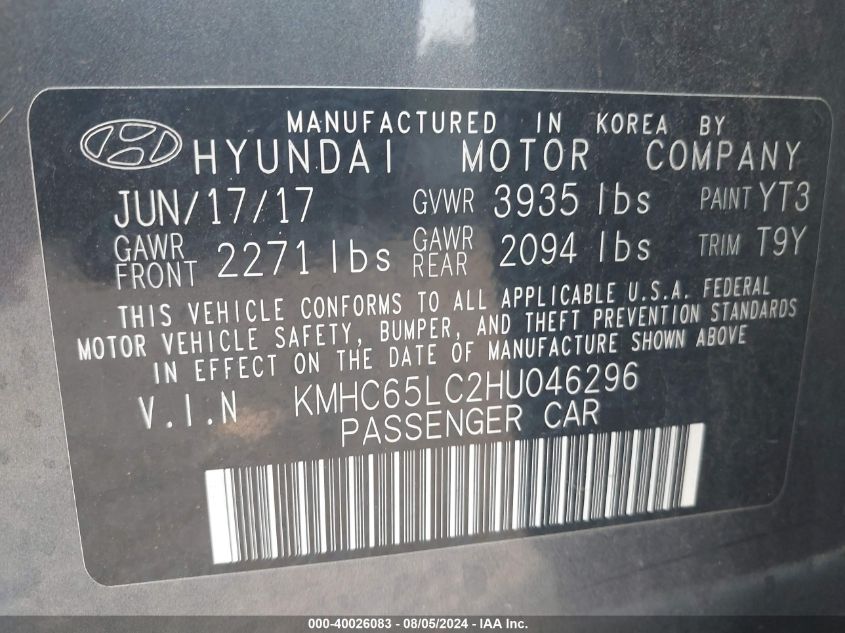 MANUFACTURED IN KOREA BY
HYUNDAI MOTOR COMPANY
JUN/17/17 GVWR 3935 lbs PAINT YT3
GAWR FRONT 2271 lbs GAWR REAR 2094 lbs TRIM T9Y
THIS VEHICLE CONFORMS TO ALL APPLICABLE U.S.A. FEDERAL
MOTOR VEHICLE SAFETY, BUMPER, AND THEFT PREVENTION STANDARDS
IN EFFECT ON THE DATE OF MANUFACTURE SHOWN ABOVE
V.I.N KMHC65LC2HU046296
PASSENGER CAR
000-40026083 - 08/05/2024 - IAA Inc.